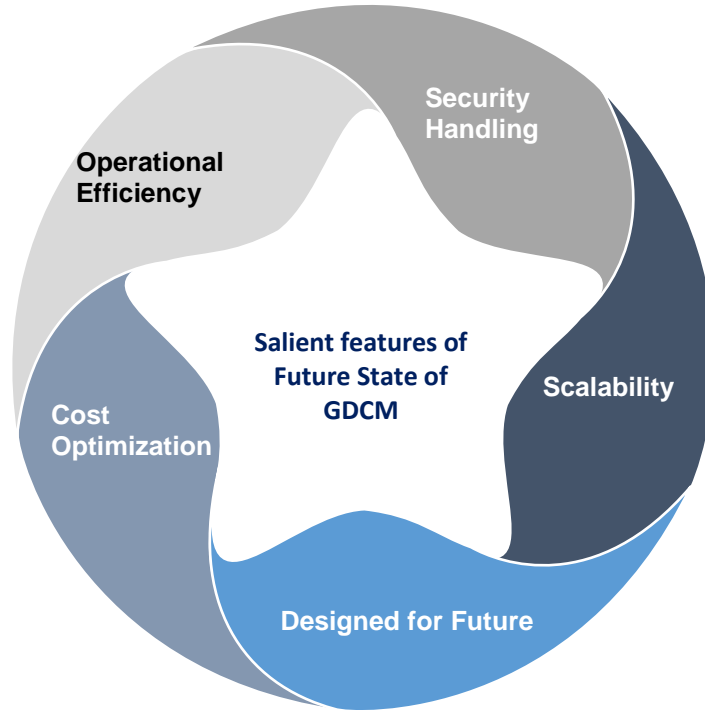 Security
Handling
Operational
Efficiency
Salient features of
Future State of
GDCM
Scalability
Cost
Optimization
Designed for Future